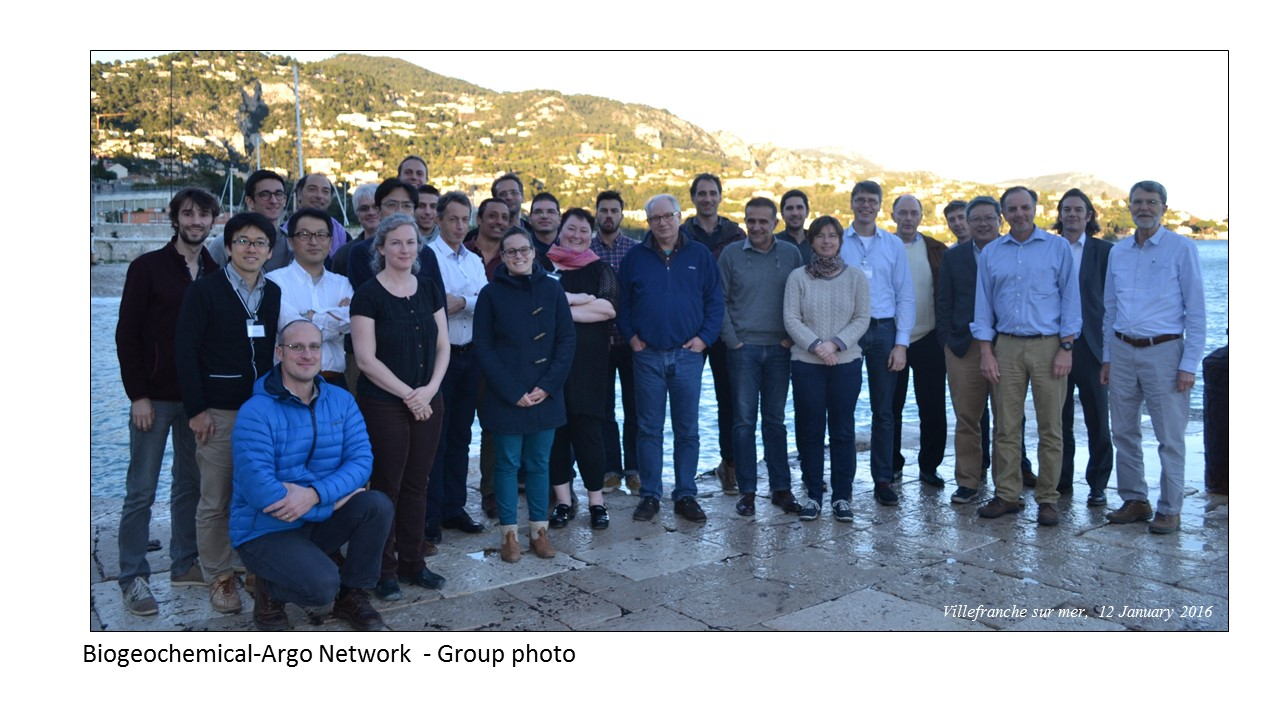 Villefranche sur mer, 12 January 2016
Biogeochemical-Argo Network - Group photo